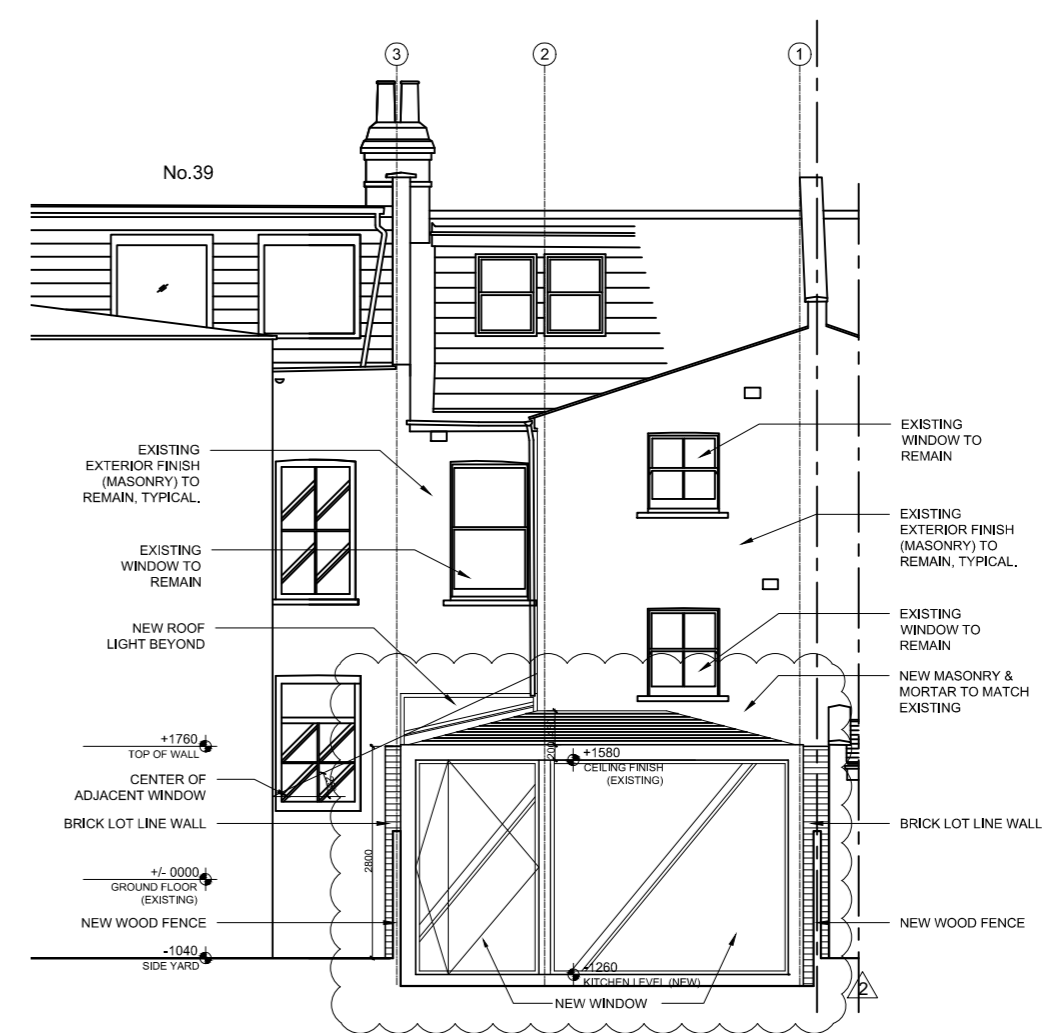 3
2
1
No.39
EXISTING
EXTERIOR FINISH
(MASONRY) TO
REMAIN, TYPICAL.
EXISTING
WINDOW TO
REMAIN
NEW ROOF
LIGHT BEYOND
+1760
TOP OF WALL
CENTER OF
ADJACENT WINDOW
BRICK LOT LINE WALL
+/- 0000
GROUND FLOOR
(EXISTING)
NEW WOOD FENCE
-1040
SIDE YARD
2800
+1580
CEILING FINISH
(EXISTING)
-1260
KITCHEN LEVEL (NEW)
NEW WINDOW
EXISTING
WINDOW TO
REMAIN
EXISTING
EXTERIOR FINISH
(MASONRY) TO
REMAIN, TYPICAL.
EXISTING
WINDOW TO
REMAIN
NEW MASONRY &
MORTAR TO MATCH
EXISTING
BRICK LOT LINE WALL
NEW WOOD FENCE
2